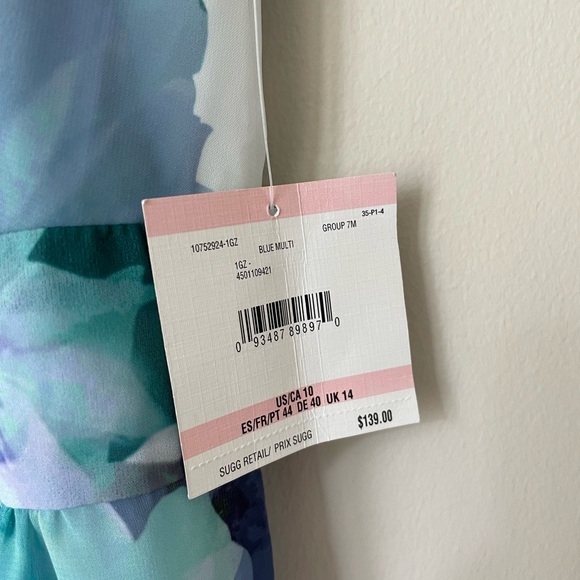 35-P1-4
10752924-1GZ BLUE MULTI GROUP 7M
1GZ -
4501109421
0 93487 89897 0
US/CA 10
ES/FR/PT 44 DE 40 UK 14
$139.00
SUGG RETAIL/ PRIX SUGG